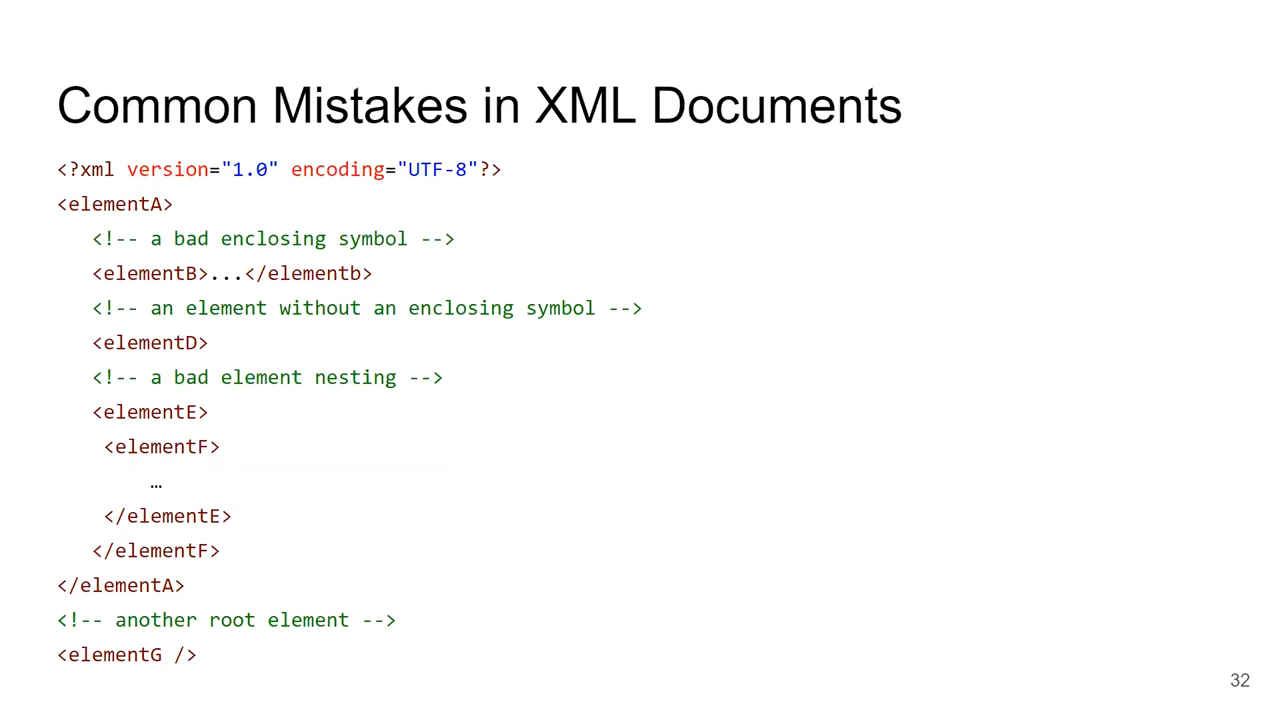 Common Mistakes in XML Documents
<?xml version="1.0" encoding="UTF-8"?>
<elementA>
<!-- a bad enclosing symbol -->
<elementB>...</elementb>
<!-- an element without an enclosing symbol -->
<elementD>
<!-- a bad element nesting -->
<elementE>
<elementF>
…
</elementE>
</elementF>
</elementA>
<!-- another root element -->
<elementG />
32